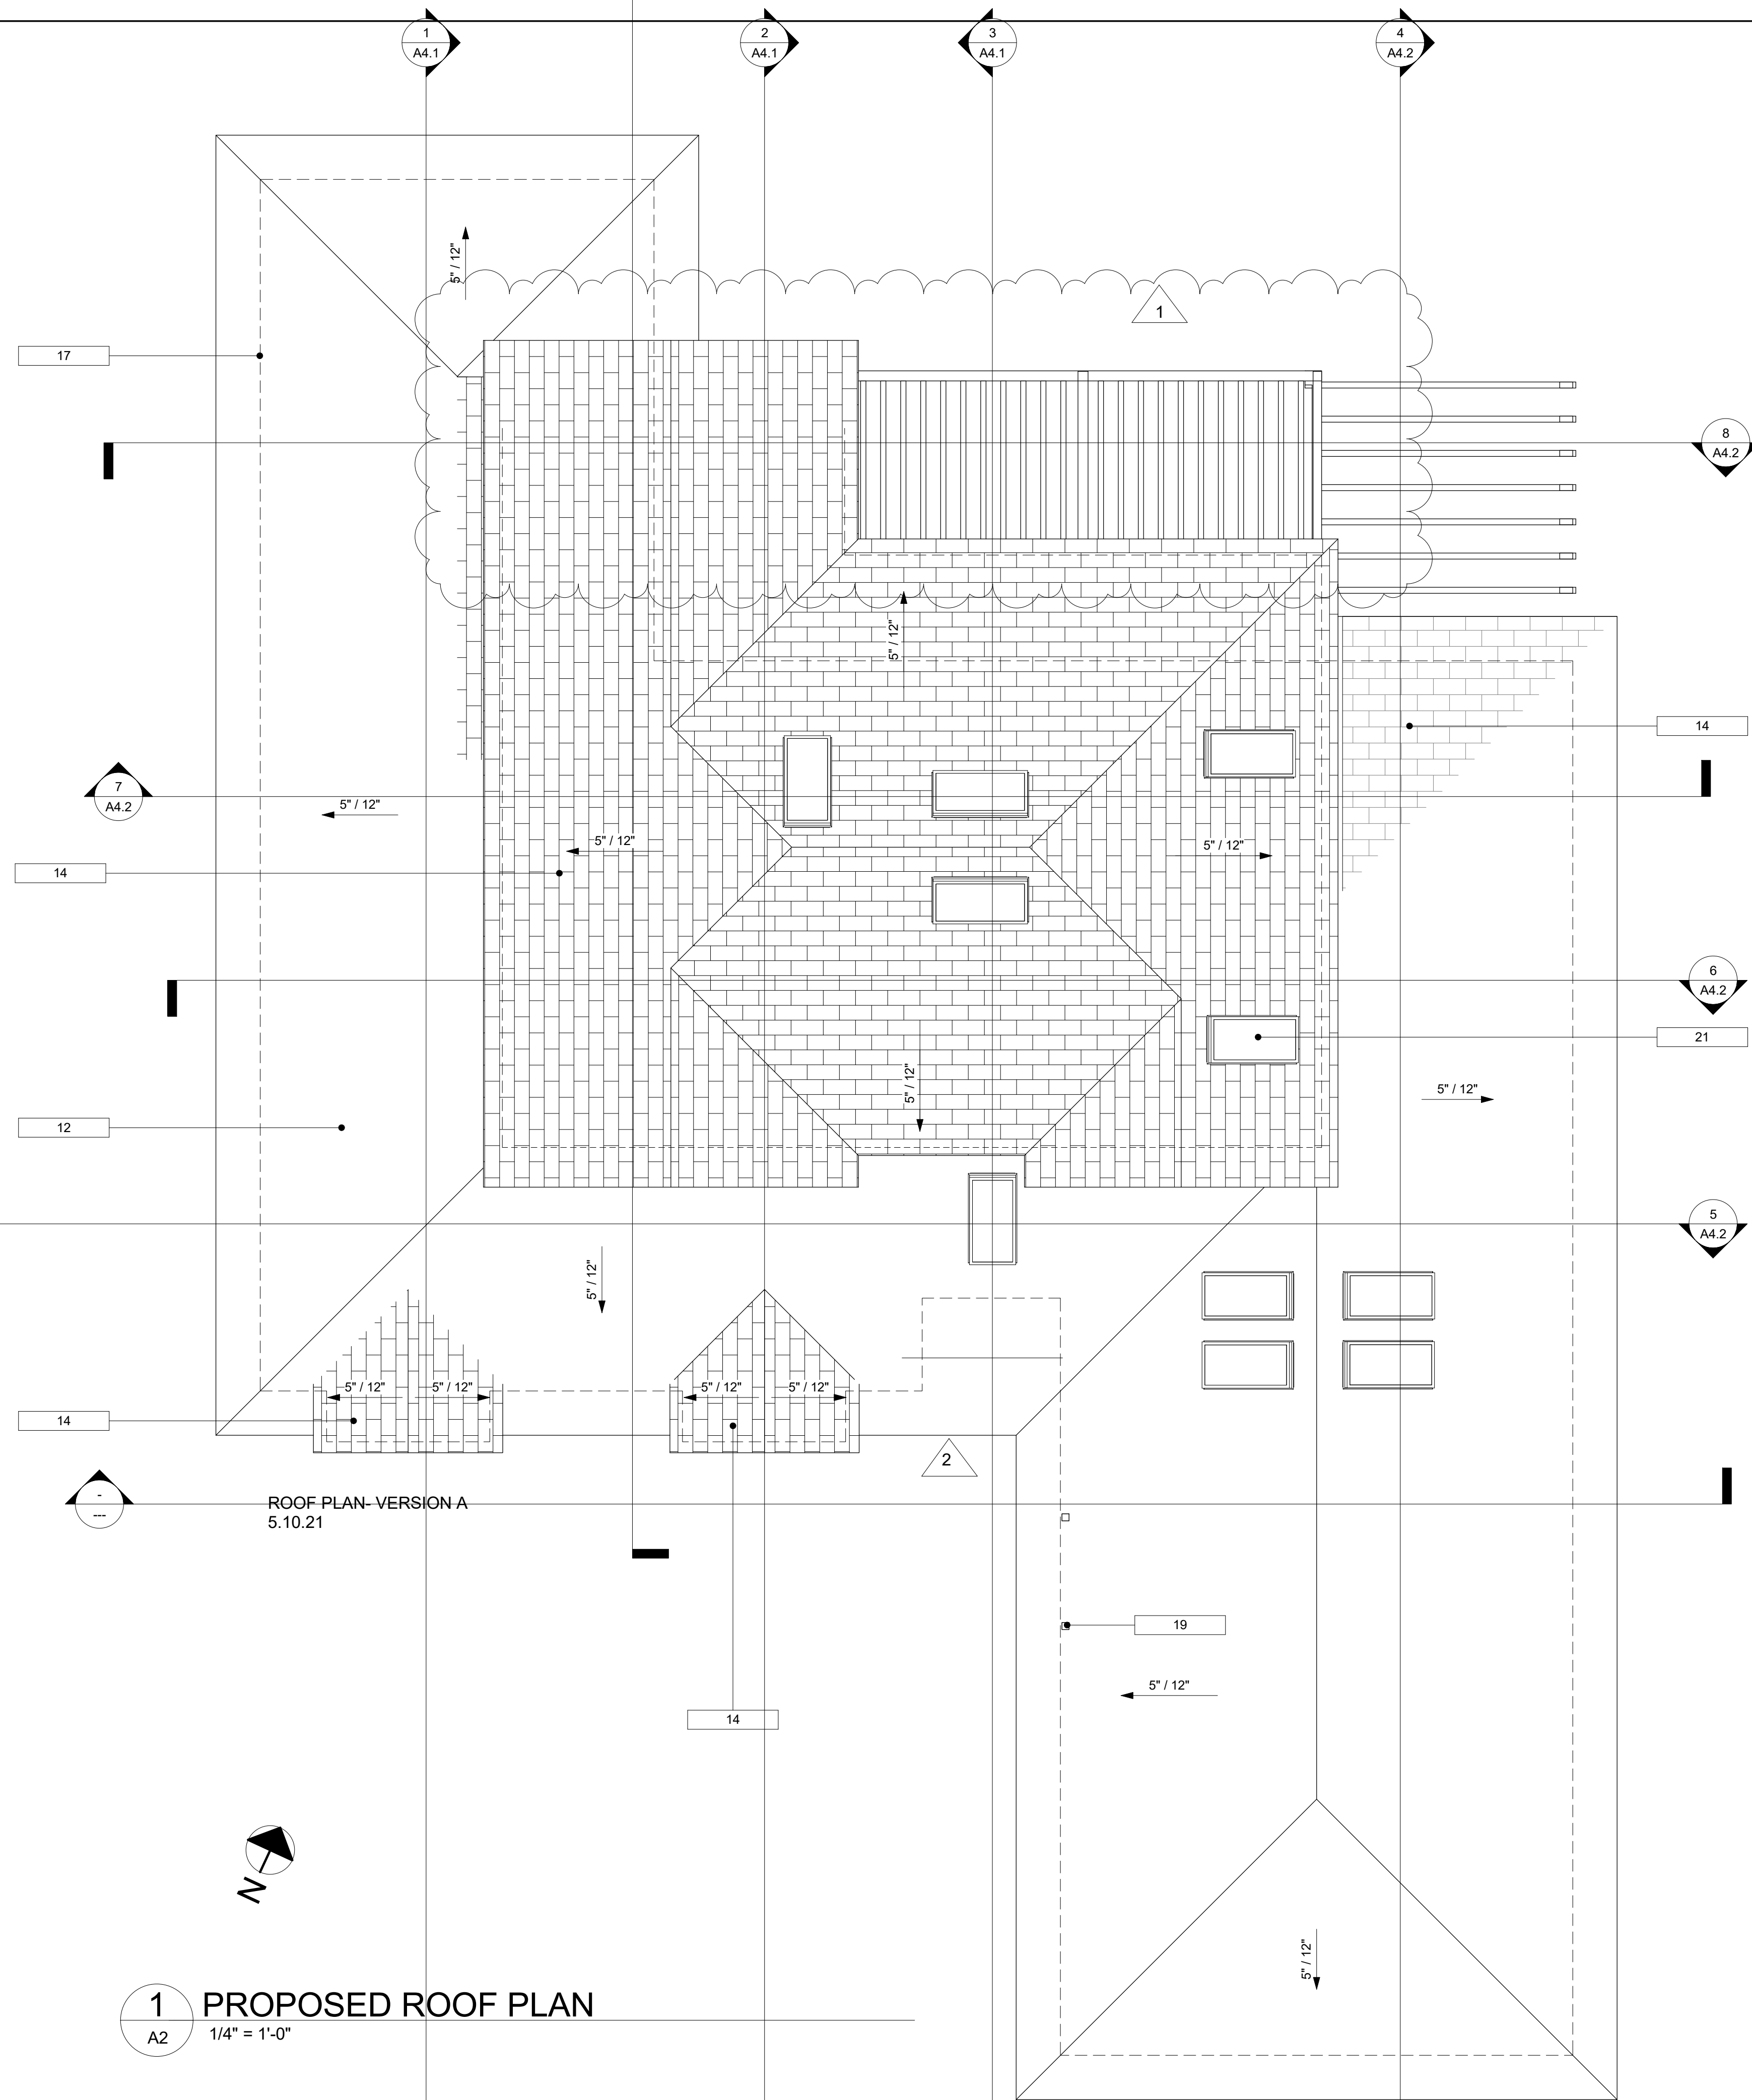 1
A4.1
2
A4.1
3
A4.1
4
A4.2
5" / 12"
1
17
8
A4.2
5" / 12"
14
7
A4.2
5" / 12"
5" / 12"
5" / 12"
14
6
A4.2
21
5" / 12"
5" / 12"
12
5
A4.2
5" / 12"
5" / 12"
5" / 12"
5" / 12"
5" / 12"
14
2
-
---
ROOF PLAN- VERSION A
5.10.21
19
5" / 12"
14
N
5" / 12"
1
A2
PROPOSED ROOF PLAN
1/4" = 1'-0"